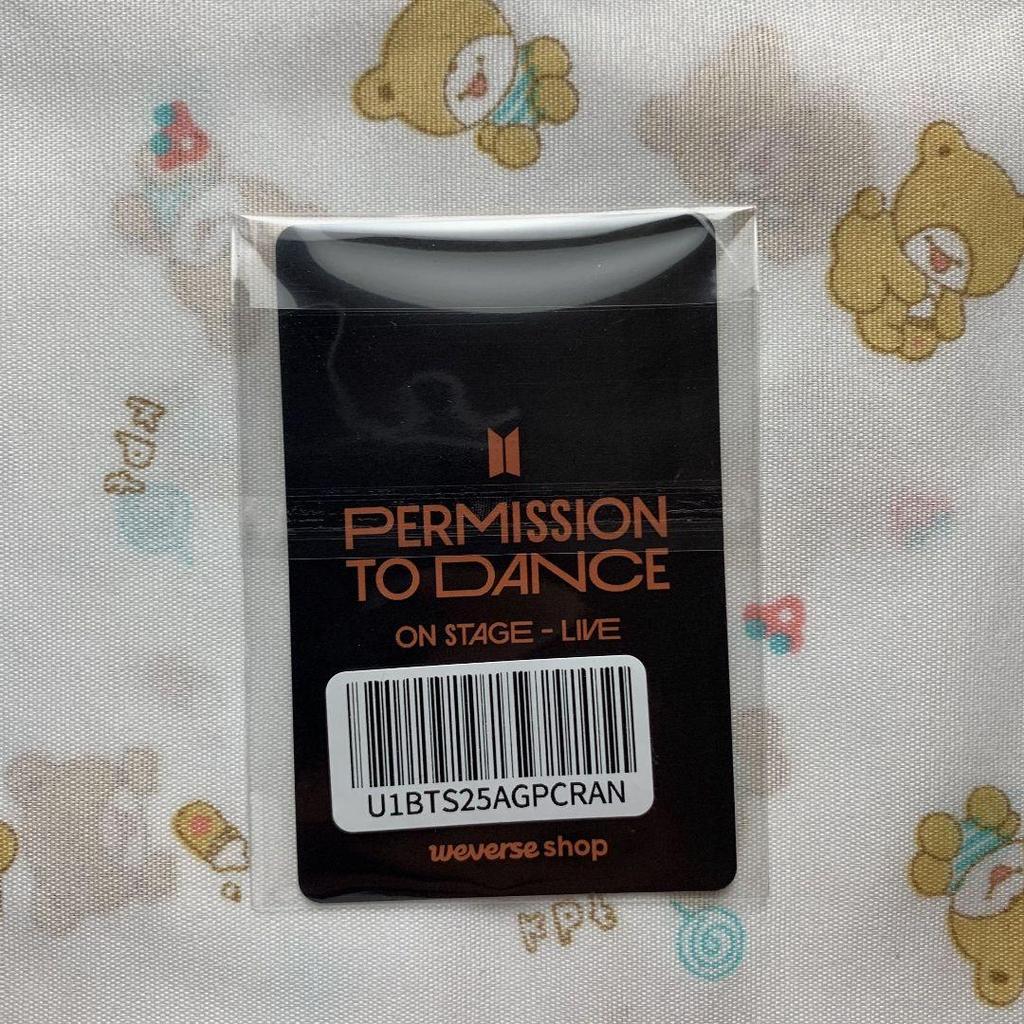 PERMISSION
TO DANCE
ON STAGE - LIVE
U1BTS25AGPCRAN
weverse shop